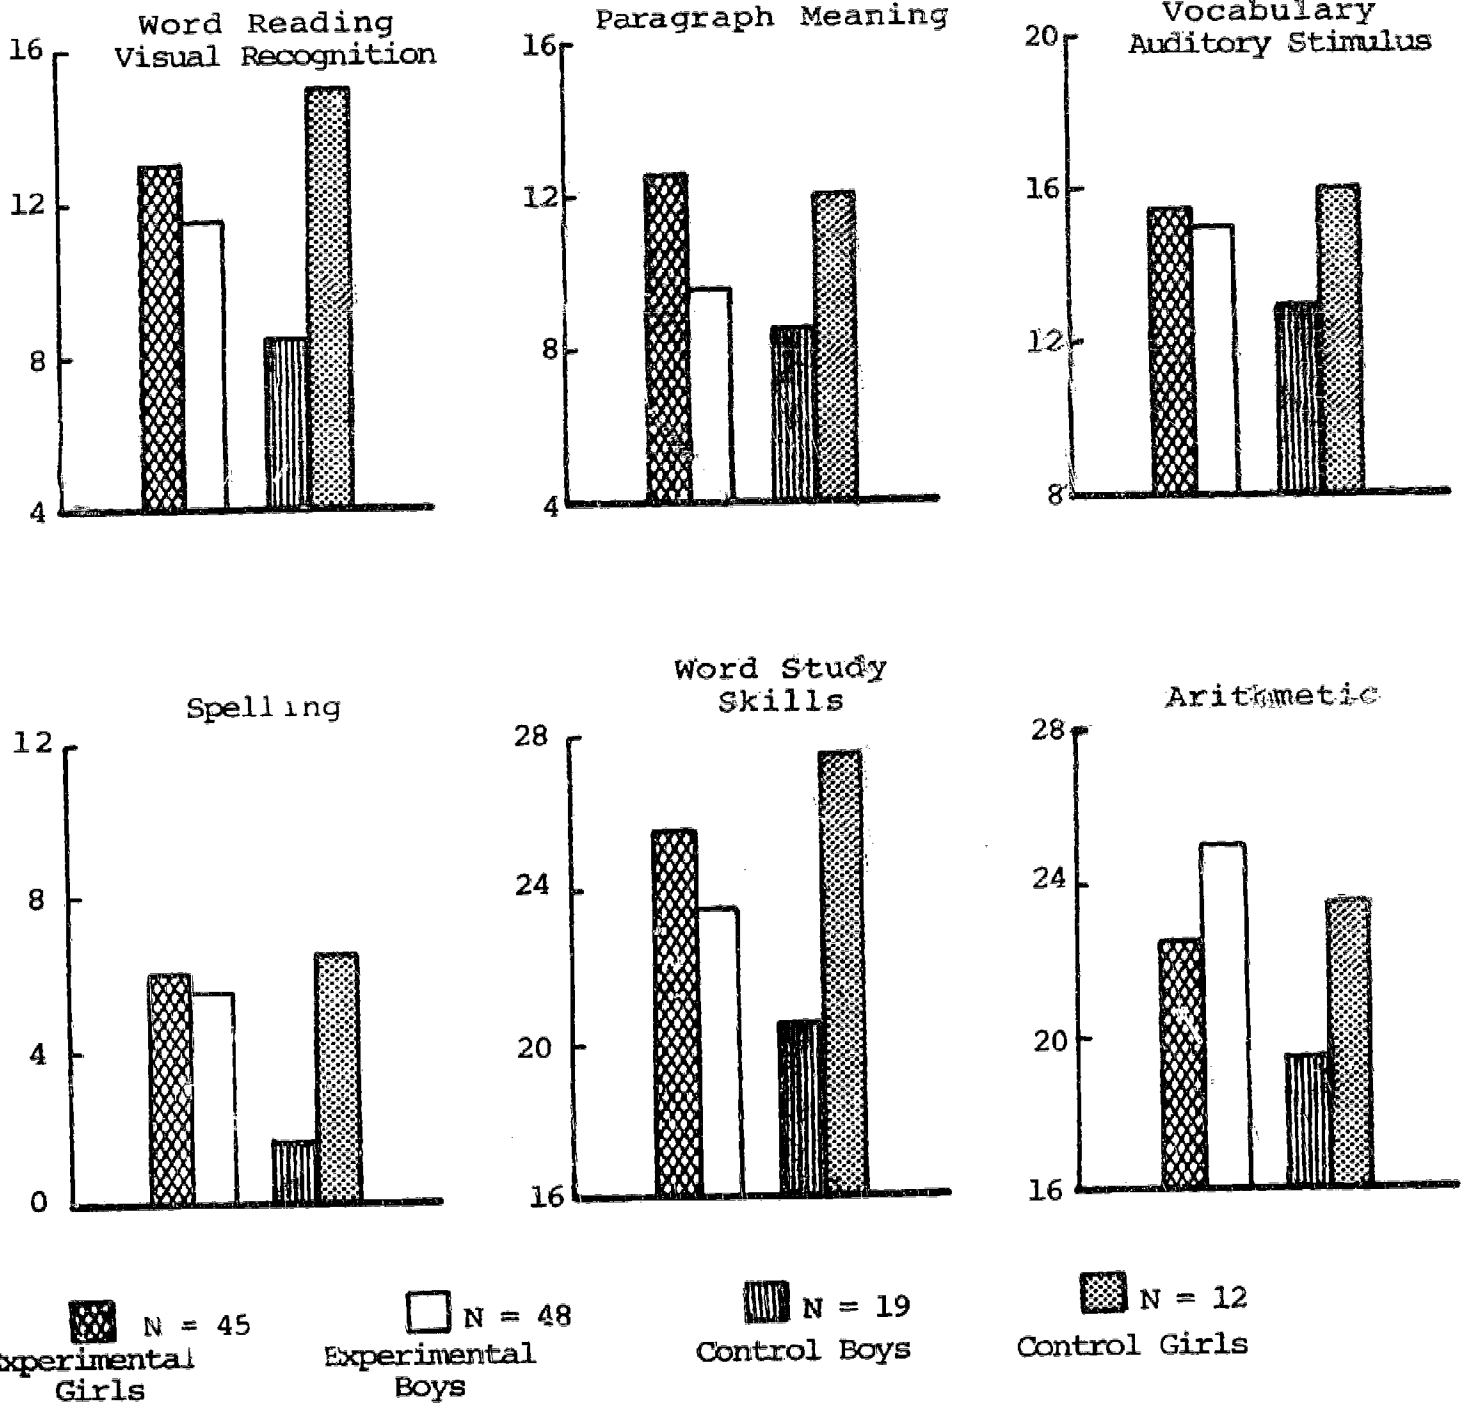 Word Reading
Visual Recognition
16
12
8
4
Paragraph Meaning
16
12
8
4
Vocabulary
Auditory Stimulus
20
16
12
8
Spelling
12
8
4
0
Word Study
Skills
28
24
20
16
Arithmetic
28
24
20
16
N = 45
xperimental
Girls
N = 48
Experimental
Boys
N = 19
Control Boys
N = 12
Control Girls